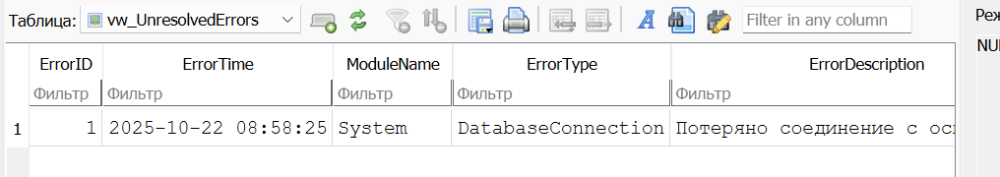 Таблица: vw_UnresolvedErrors Filter in any column Реж
ErrorID ErrorTime ModuleName ErrorType ErrorDescription NUL
Фильтр Фильтр Фильтр Фильтр Фильтр
1 1 2025-10-22 08:58:25 System DatabaseConnection Потеряно соединение с осн